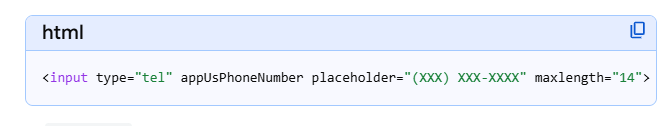 html
<input type="tel" appUsPhoneNumber placeholder="(XXX) XXX-XXXX" maxlength="14">